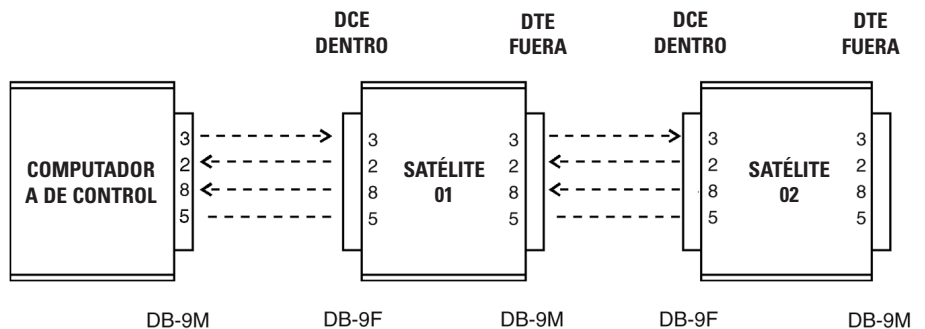 DCE DTE DCE DTE
DENTRO FUERA DENTRO FUERA
3 3 3 3 3
COMPUTADOR 2 2 SATÉLITE 2 2 SATÉLITE 2
A DE CONTROL 8 8 01 8 8 02 8
5 5 5 5 5
DB-9M DB-9F DB-9M DB-9F DB-9M